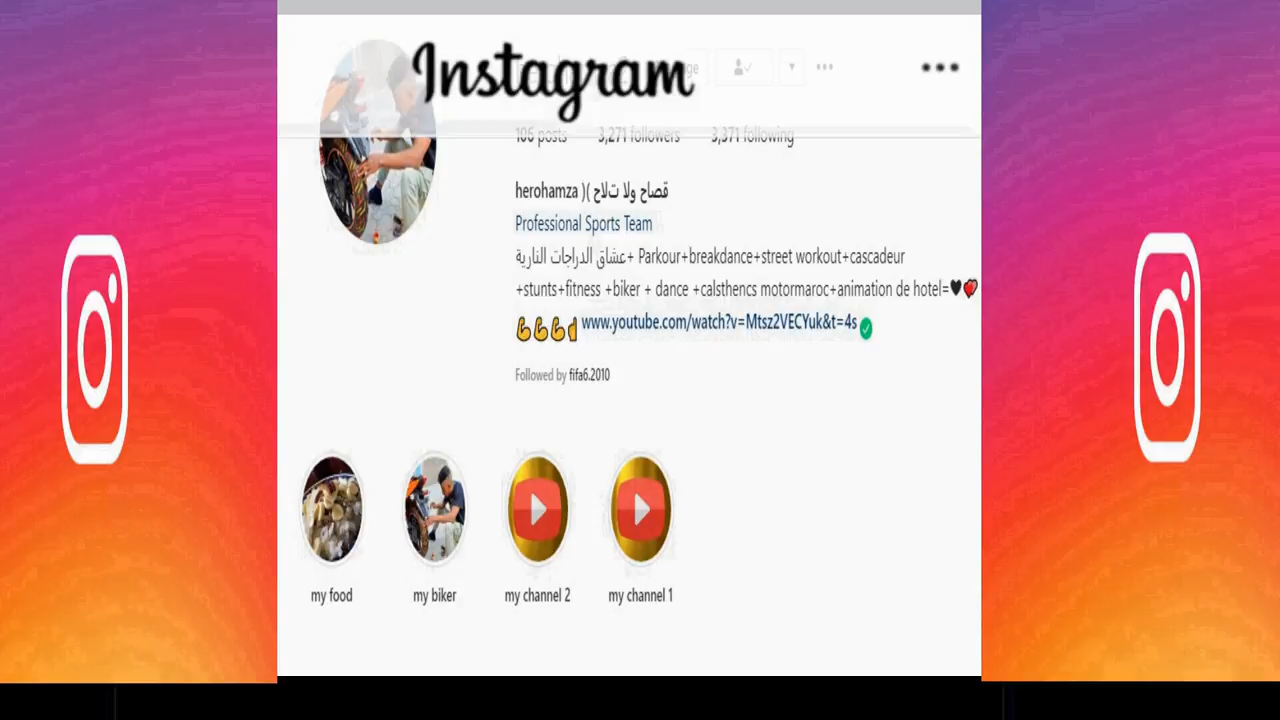 Instagram
ge
106 posts 3,271 followers 3,371 following
herohamza )( قصاح ولا تلاح
Professional Sports Team
عشاق الدراجات النارية+ Parkour+breakdance+street workout+cascadeur
+stunts+fitness +biker + dance +calsthencs motormaroc+animation de hotel=♥💕
💪💪💪☝www.youtube.com/watch?v=Mtsz2VECYuk&t=4s
Followed by fifa6.2010
my food my biker my channel 2 my channel 1